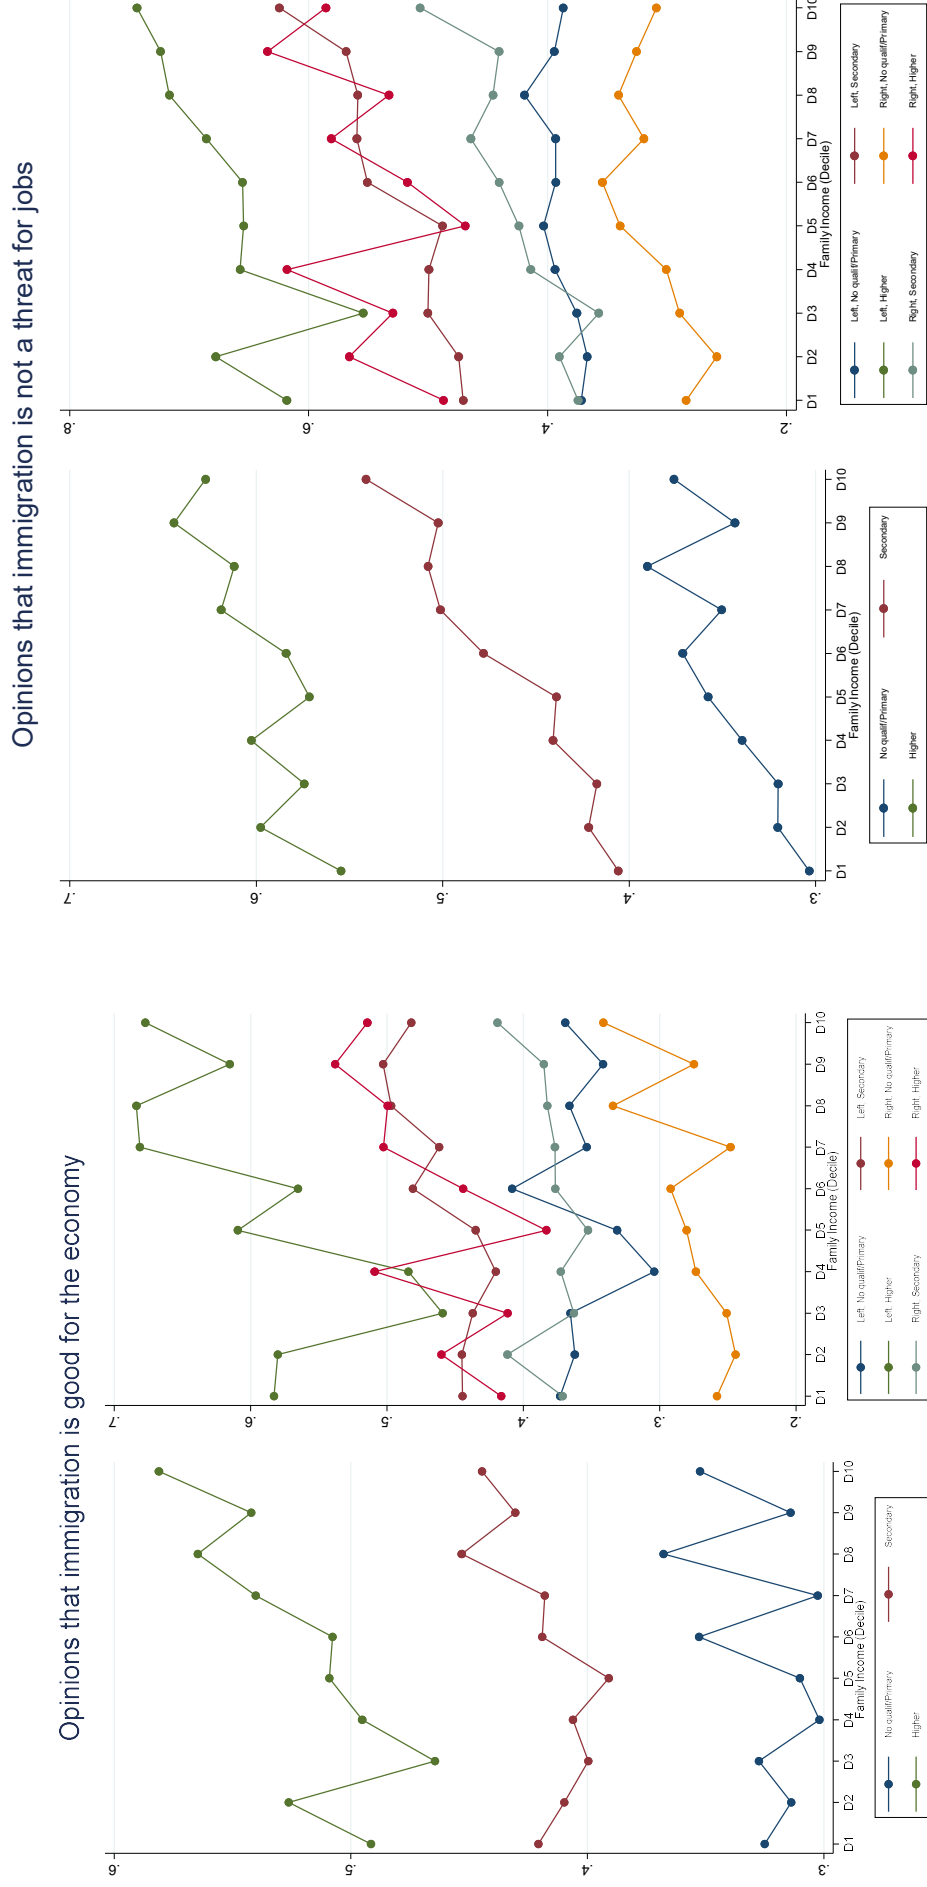 Opinions that immigration is good for the economy
.6
.5
.4
.3
D1 D2 D3 D4 D5 D6 D7 D8 D9 D10
Family Income (Decile)
No qualif/Primary Secondary
Higher
.7
.6
.5
.4
.3
.2
D1 D2 D3 D4 D5 D6 D7 D8 D9 D10
Family Income (Decile)
Left, No qualif/Primary Left, Secondary
Left, Higher Right, No qualif/Primary
Right, Secondary Right, Higher
Opinions that immigration is not a threat for jobs
.7
.6
.5
.4
.3
D1 D2 D3 D4 D5 D6 D7 D8 D9 D10
Family Income (Decile)
No qualif/Primary Secondary
Higher
.8
.6
.4
.2
D1 D2 D3 D4 D5 D6 D7 D8 D9 D10
Family Income (Decile)
Left, No qualif/Primary Left, Secondary
Left, Higher Right, No qualif/Primary
Right, Secondary Right, Higher